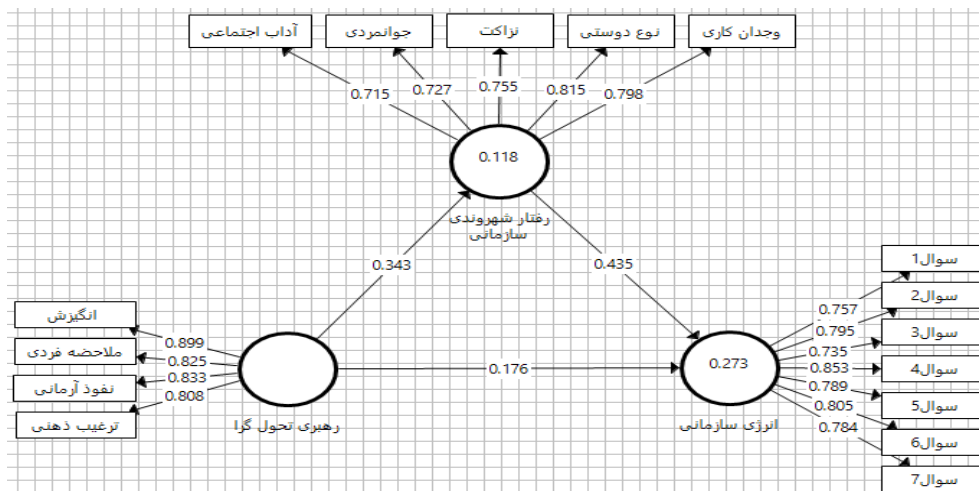 وجدان کاری
نوع دوستی
نزاکت
جوانمردی
آداب اجتماعی
0.798
0.815
0.755
0.727
0.715
0.118
رفتار شهروندی
سازمانی
0.343
0.435
0.176
انگیزش
ملاحضه فردی
نفوذ آرمانی
ترغیب ذهنی
0.899
0.825
0.833
0.808
رهبری تحول گرا
0.273
انرژی سازمانی
0.757
0.795
0.735
0.853
0.789
0.805
0.784
سوال1
سوال2
سوال3
سوال4
سوال5
سوال6
سوال7